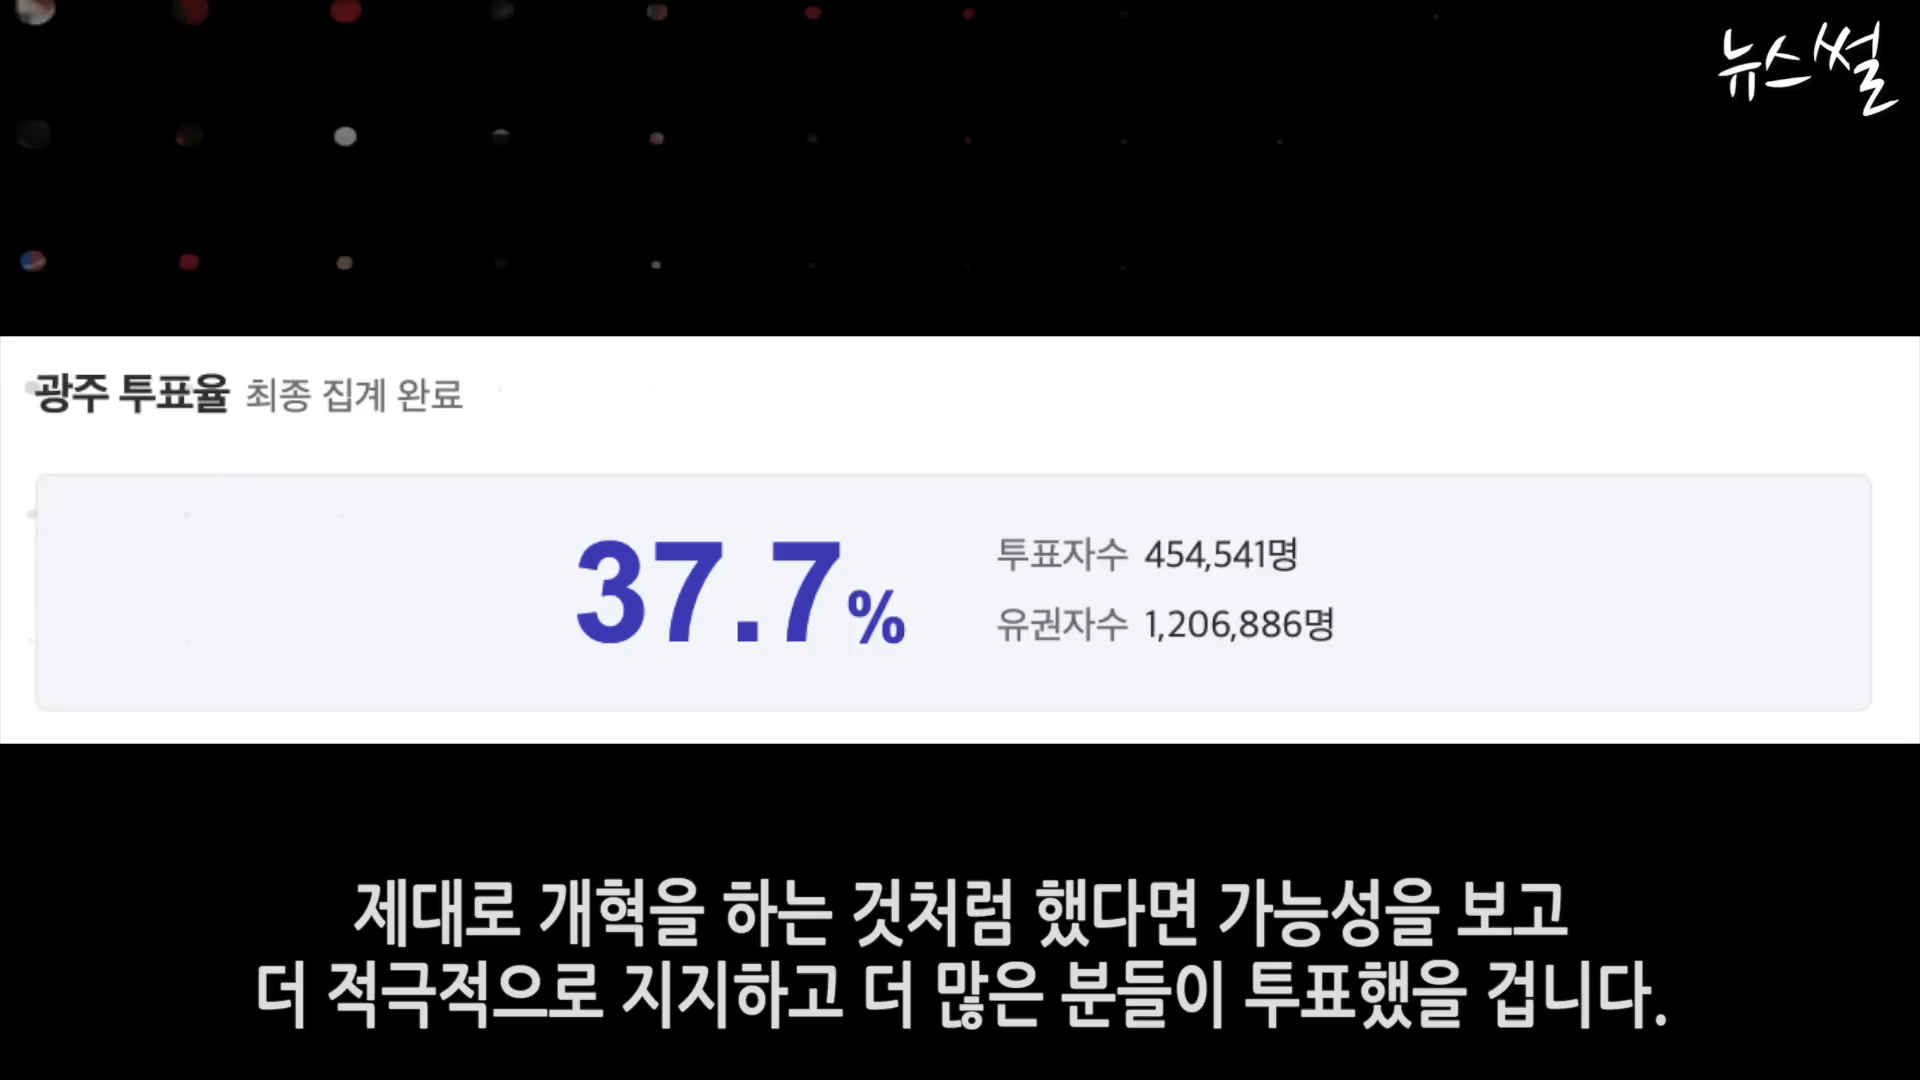 뉴스썰
광주 투표율 최종 집계 완료
37.7%
투표자수 454,541명
유권자수 1,206,886명
제대로 개혁을 하는 것처럼 했다면 가능성을 보고
더 적극적으로 지지하고 더 많은 분들이 투표했을 겁니다.